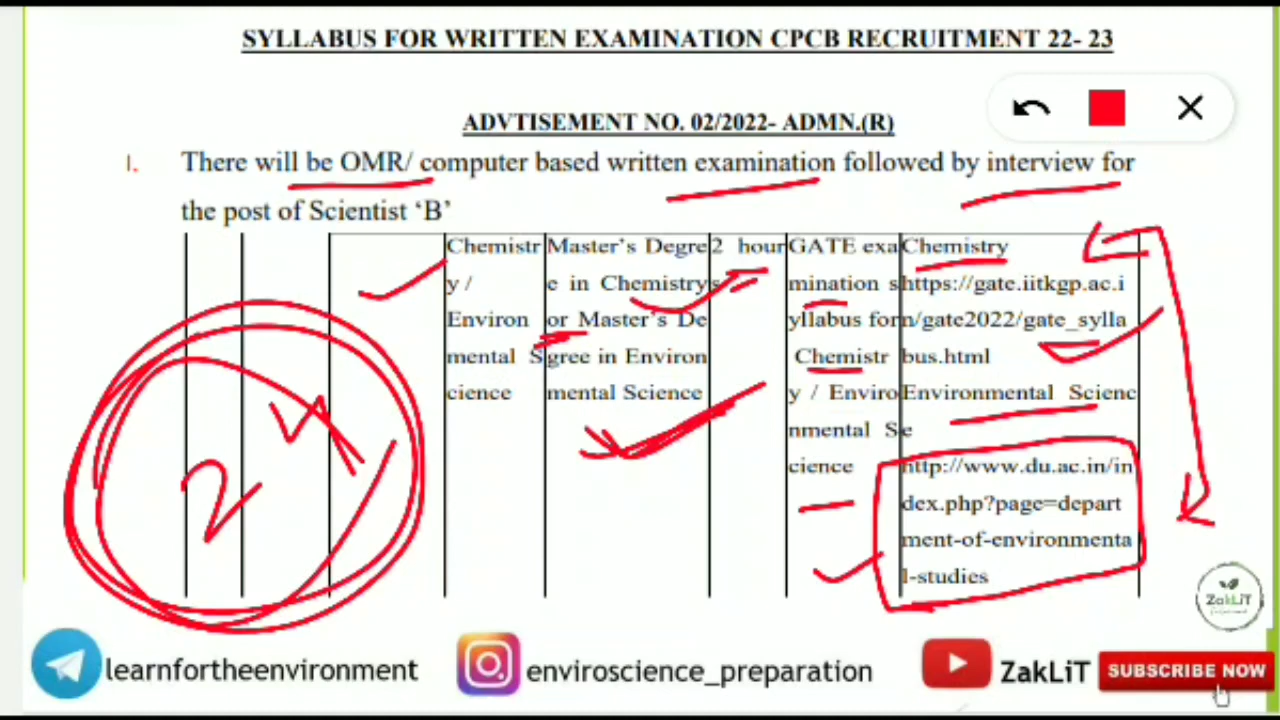 SYLLABUS FOR WRITTEN EXAMINATION CPCB RECRUITMENT 22- 23
ADVTISEMENT NO. 02/2022- ADMN.(R)
I. There will be OMR/ computer based written examination followed by interview for
the post of Scientist ‘B’
Chemistr
y /
Environ
mental S
cience
Master’s Degre
e in Chemistry
or Master’s De
gree in Environ
mental Science
2 hour
s
GATE exa
mination s
yllabus for
Chemistr
y / Enviro
nmental S
cience
Chemistry
https://gate.iitkgp.ac.i
n/gate2022/gate_sylla
bus.html
Environmental Scienc
e
http://www.du.ac.in/in
dex.php?page=depart
ment-of-environmenta
l-studies
24
ZakLiT
learnfortheenvironment
enviroscience_preparation
ZakLiT
SUBSCRIBE NOW